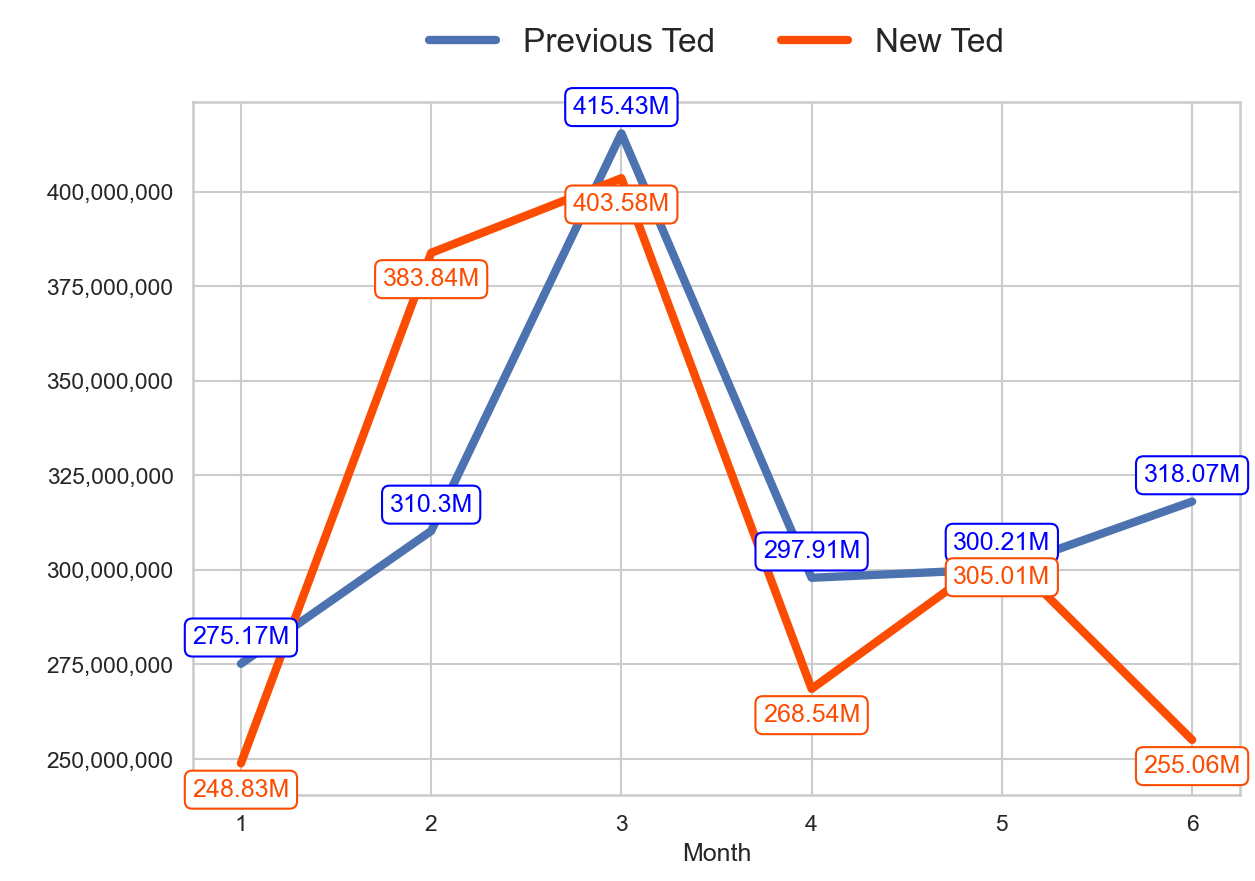 Previous Ted
New Ted
415.43M
400,000,000
403.58M
383.84M
375,000,000
350,000,000
325,000,000
318.07M
310.3M
297.91M
300.21M
300,000,000
305.01M
275.17M
275,000,000
268.54M
250,000,000
255.06M
248.83M
1 2 3 4 5 6
Month